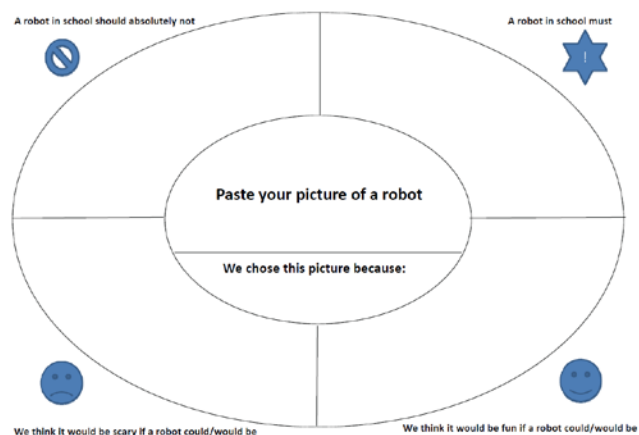 A robot in school should absolutely not
A robot in school must
!
Paste your picture of a robot
We chose this picture because:
We think it would be scary if a robot could/would be
We think it would be fun if a robot could/would be